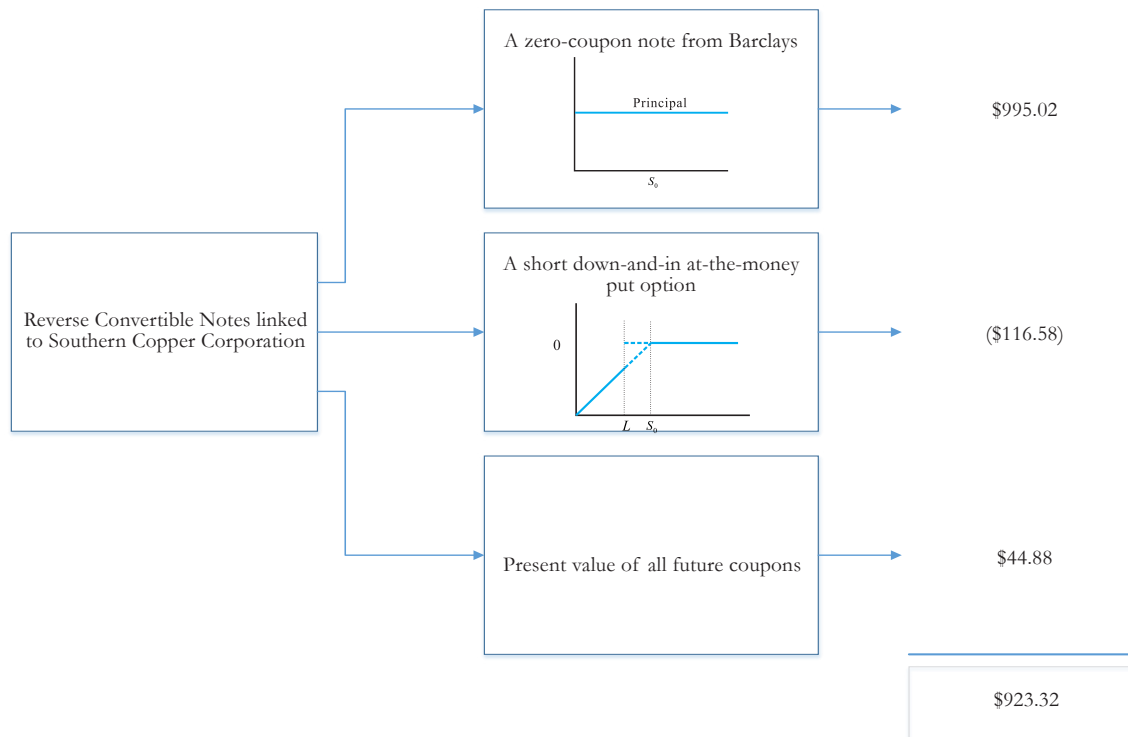 A zero-coupon note from Barclays
Principal
S₀
$995.02
Reverse Convertible Notes linked
to Southern Copper Corporation
A short down-and-in at-the-money
put option
0
L S₀
($116.58)
Present value of all future coupons
$44.88
$923.32